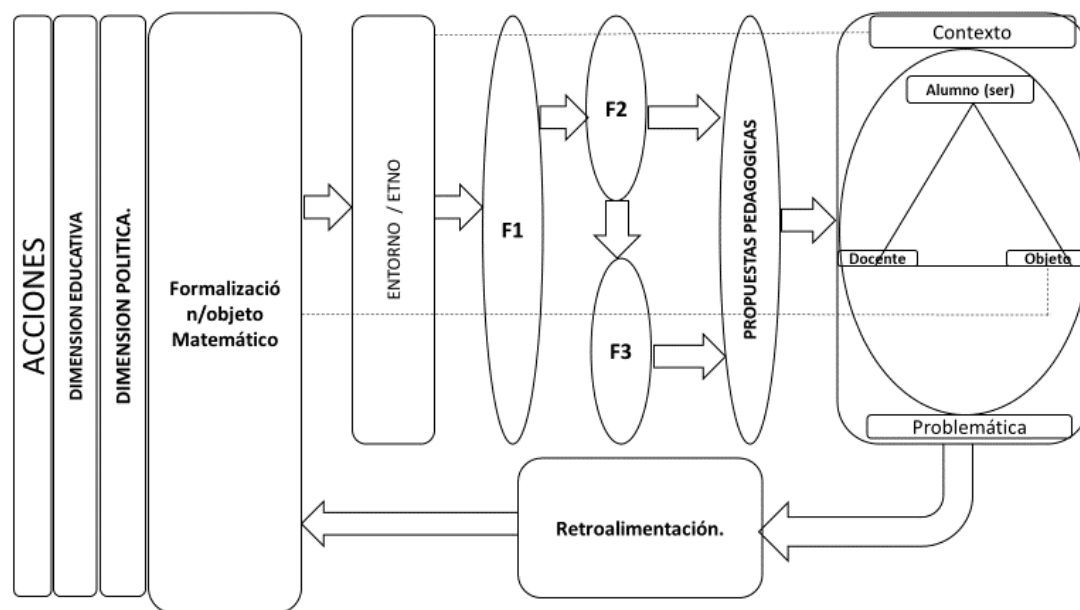 ACCIONES
DIMENSION EDUCATIVA
DIMENSION POLITICA.
Formalizació
n/objeto
Matemático
ENTORNO / ETNO
F1
F2
F3
PROPUESTAS PEDAGOGICAS
Contexto
Alumno (ser)
Docente
Objeto
Problemática
Retroalimentación.